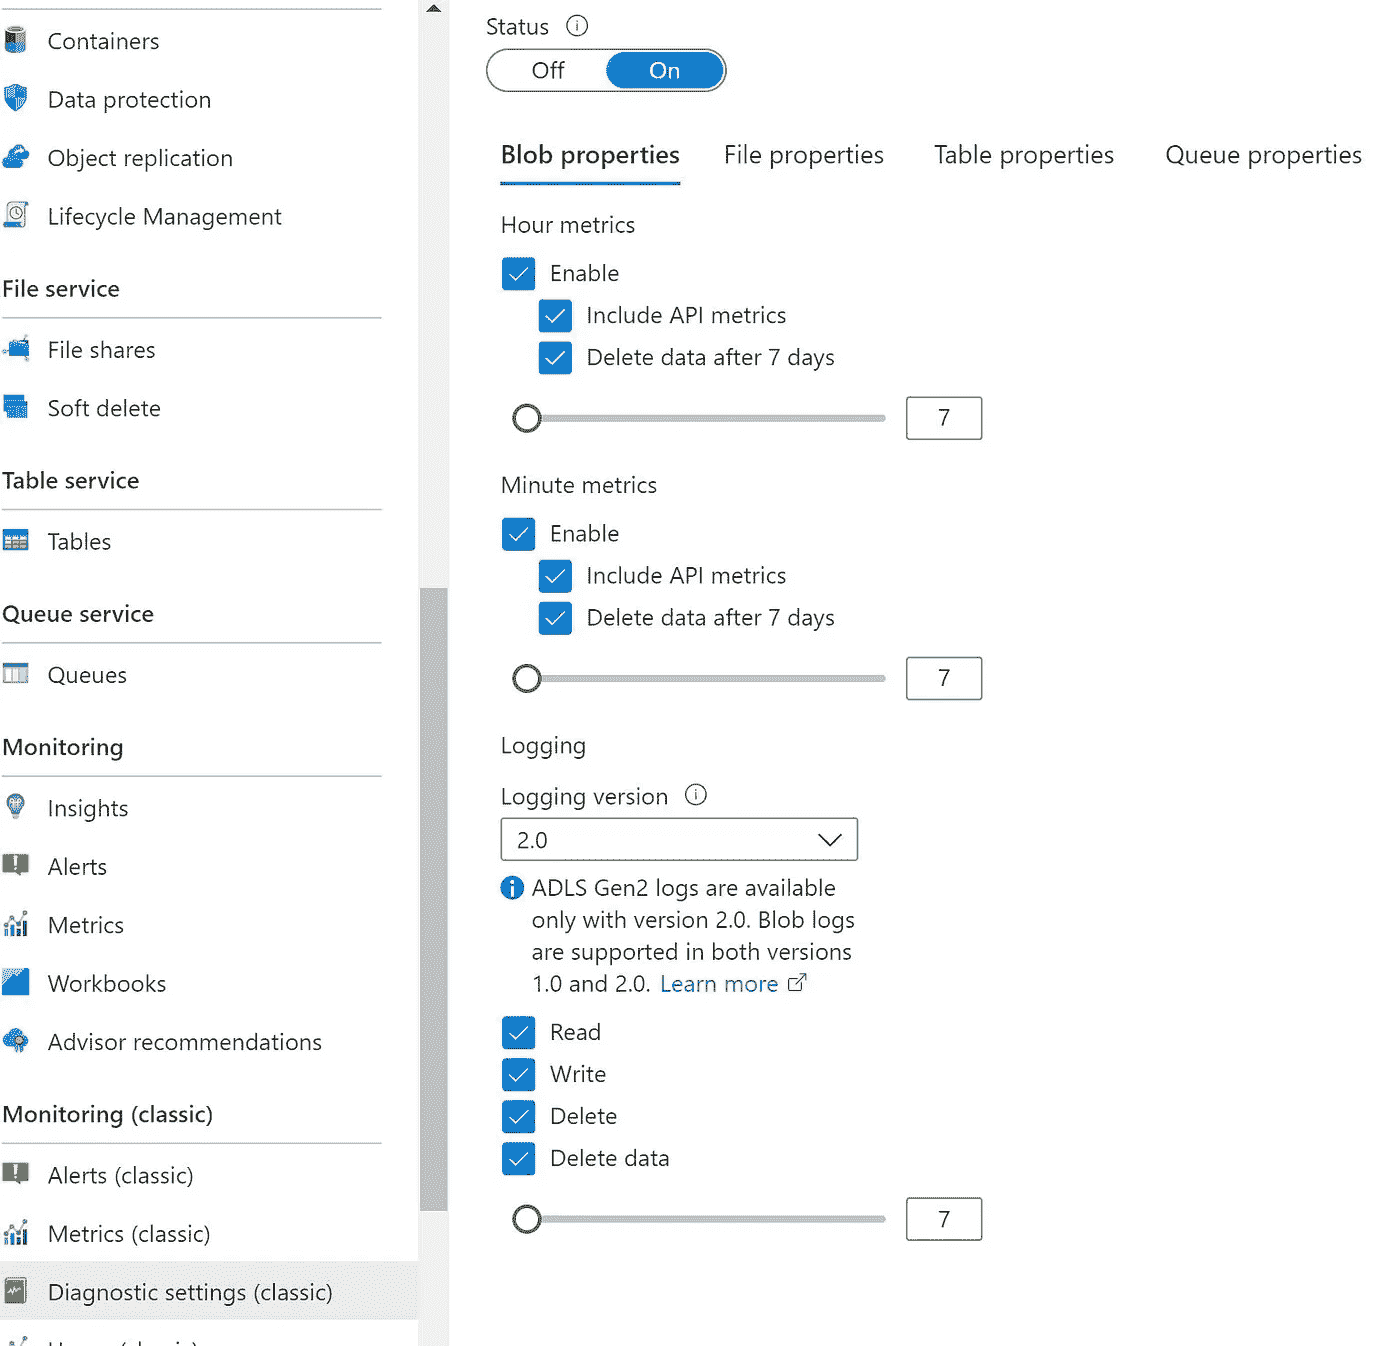 Containers
Data protection
Object replication
Lifecycle Management
File service
File shares
Soft delete
Table service
Tables
Queue service
Queues
Monitoring
Insights
Alerts
Metrics
Workbooks
Advisor recommendations
Monitoring (classic)
Alerts (classic)
Metrics (classic)
Diagnostic settings (classic)
Status
Off On
Blob properties File properties Table properties Queue properties
Hour metrics
Enable
Include API metrics
Delete data after 7 days
7
Minute metrics
Enable
Include API metrics
Delete data after 7 days
7
Logging
Logging version
2.0
ADLS Gen2 logs are available
only with version 2.0. Blob logs
are supported in both versions
1.0 and 2.0. Learn more
Read
Write
Delete
Delete data
7